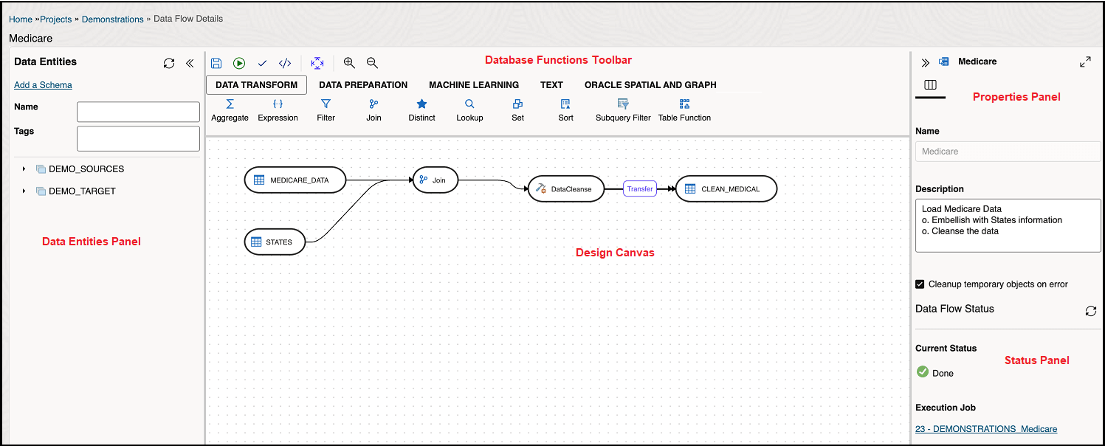 Home »Projects » Demonstrations » Data Flow Details
Medicare
Data Entities
Add a Schema
Name
Tags
DEMO_SOURCES
DEMO_TARGET
Data Entities Panel
Database Functions Toolbar
DATA TRANSFORM DATA PREPARATION MACHINE LEARNING TEXT ORACLE SPATIAL AND GRAPH
Aggregate Expression Filter Join Distinct Lookup Set Sort Subquery Filter Table Function
MEDICARE_DATA
Join
DataCleanse
Transfer
CLEAN_MEDICAL
STATES
Design Canvas
Medicare
Properties Panel
Name
Medicare
Description
Load Medicare Data
o. Embellish with States information
o. Cleanse the data
Cleanup temporary objects on error
Data Flow Status
Current Status
Status Panel
Done
Execution Job
23 - DEMONSTRATIONS_Medicare